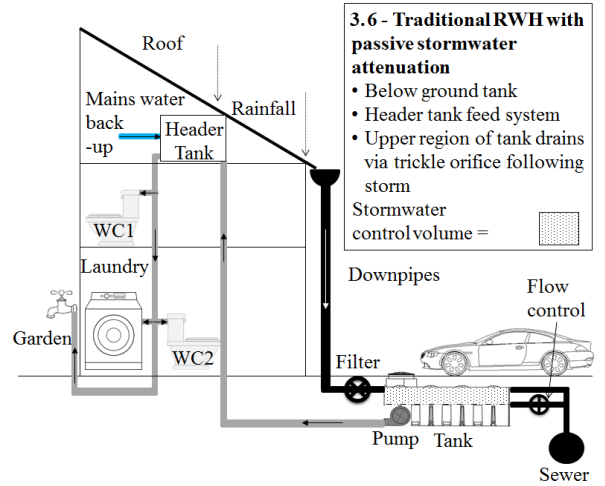 3.6 - Traditional RWH with
passive stormwater
attenuation
• Below ground tank
• Header tank feed system
• Upper region of tank drains
via trickle orifice following
storm
Stormwater
control volume =
Roof
Mains water
back
-up
Rainfall
Header
Tank
WC1
Laundry
Downpipes
Flow
control
Garden
WC2
Filter
Pump
Tank
Sewer